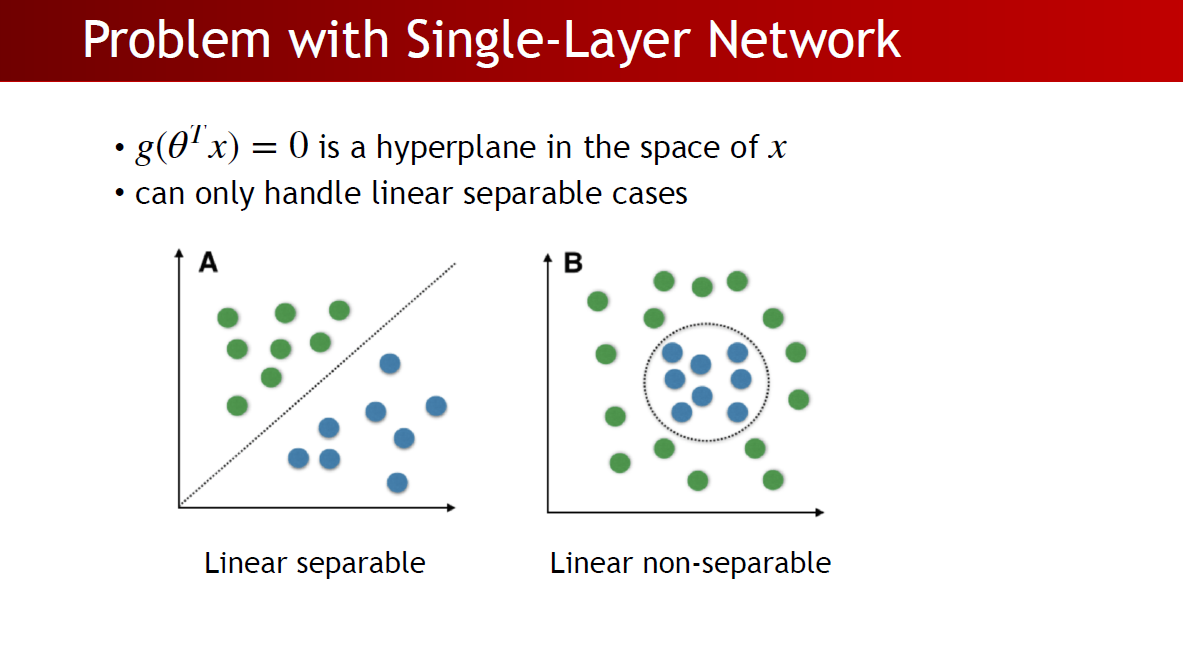 Problem with Single-Layer Network
• g(θᵀx) = 0 is a hyperplane in the space of x
• can only handle linear separable cases
A
B
Linear separable
Linear non-separable